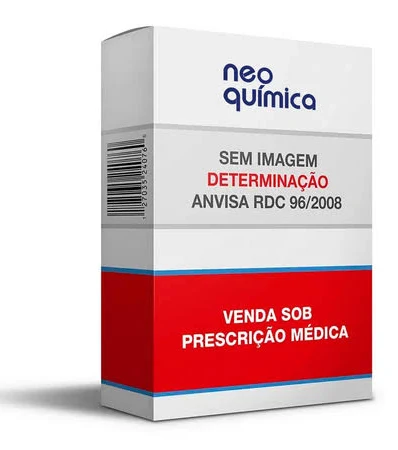 neo
química
SEM IMAGEM
DETERMINAÇÃO
ANVISA RDC 96/2008
VENDA SOB
PRESCRIÇÃO MÉDICA